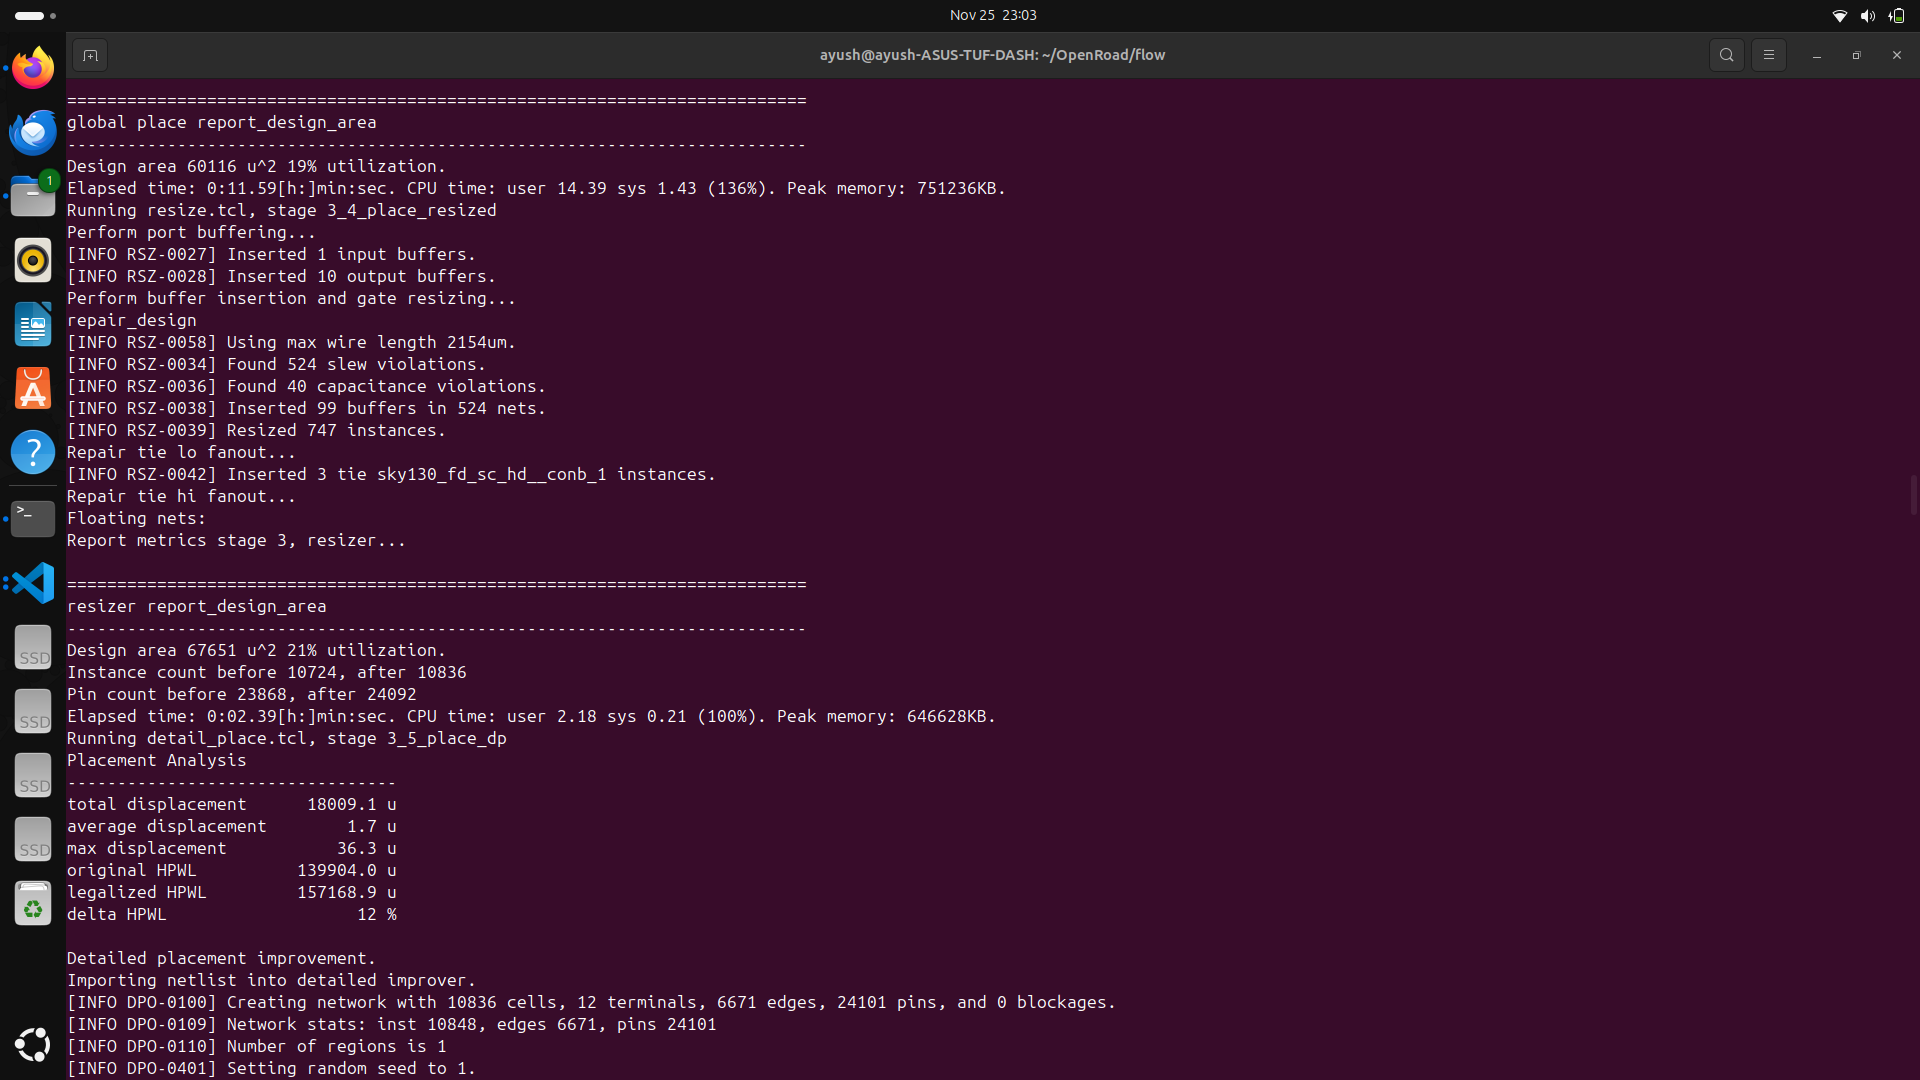 Nov 25 23:03
ayush@ayush-ASUS-TUF-DASH: ~/OpenRoad/flow
==========================================================================
global place report_design_area
--------------------------------------------------------------------------
Design area 60116 u^2 19% utilization.
Elapsed time: 0:11.59[h:]min:sec. CPU time: user 14.39 sys 1.43 (136%). Peak memory: 751236KB.
Running resize.tcl, stage 3_4_place_resized
Perform port buffering...
[INFO RSZ-0027] Inserted 1 input buffers.
[INFO RSZ-0028] Inserted 10 output buffers.
Perform buffer insertion and gate resizing...
repair_design
[INFO RSZ-0058] Using max wire length 2154um.
[INFO RSZ-0034] Found 524 slew violations.
[INFO RSZ-0036] Found 40 capacitance violations.
[INFO RSZ-0038] Inserted 99 buffers in 524 nets.
[INFO RSZ-0039] Resized 747 instances.
Repair tie lo fanout...
[INFO RSZ-0042] Inserted 3 tie sky130_fd_sc_hd__conb_1 instances.
Repair tie hi fanout...
Floating nets:
Report metrics stage 3, resizer...
==========================================================================
resizer report_design_area
--------------------------------------------------------------------------
Design area 67651 u^2 21% utilization.
Instance count before 10724, after 10836
Pin count before 23868, after 24092
Elapsed time: 0:02.39[h:]min:sec. CPU time: user 2.18 sys 0.21 (100%). Peak memory: 646628KB.
Running detail_place.tcl, stage 3_5_place_dp
Placement Analysis
---------------------------------
total displacement      18009.1 u
average displacement        1.7 u
max displacement           36.3 u
original HPWL          139904.0 u
legalized HPWL         157168.9 u
delta HPWL                   12 %
Detailed placement improvement.
Importing netlist into detailed improver.
[INFO DPO-0100] Creating network with 10836 cells, 12 terminals, 6671 edges, 24101 pins, and 0 blockages.
[INFO DPO-0109] Network stats: inst 10848, edges 6671, pins 24101
[INFO DPO-0110] Number of regions is 1
[INFO DPO-0401] Setting random seed to 1.
1
SSD
SSD
SSD
SSD